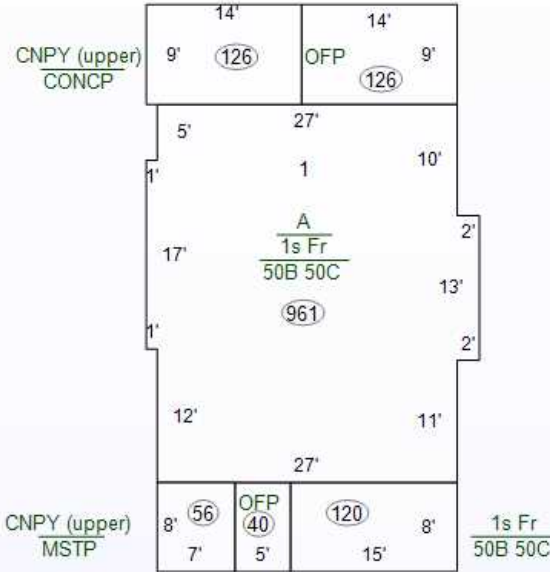 14'
14'
CNPY (upper)
CONCP
9'
126
OFP
9'
126
5'
27'
10'
1'
1
A
1s Fr
50B 50C
2'
17'
13'
961
1'
2'
12'
11'
27'
CNPY (upper)
MSTP
8'
56
7'
OFP
40
5'
120
8'
15'
1s Fr
50B 50C